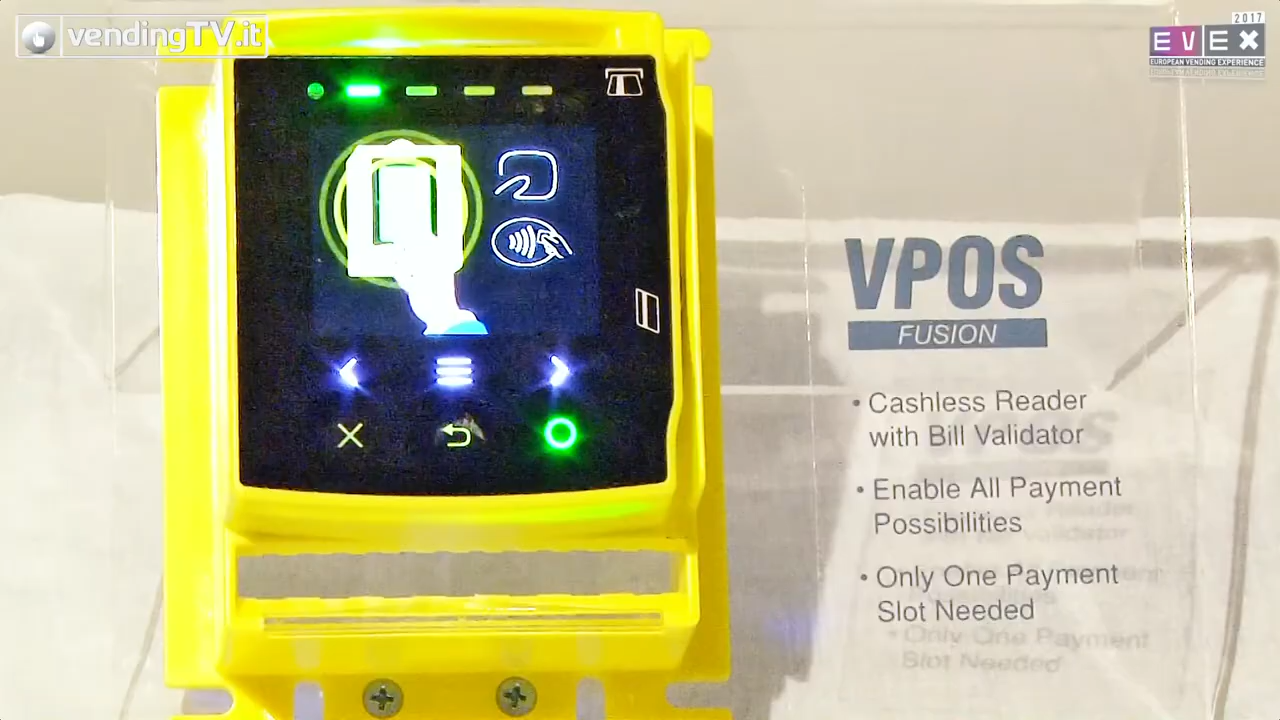 vendingTV.it
2017
EVEX
EUROPEAN VENDING EXPERIENCE
VPOS
FUSION
• Cashless Reader
with Bill Validator
• Enable All Payment
Possibilities
• Only One Payment
Slot Needed